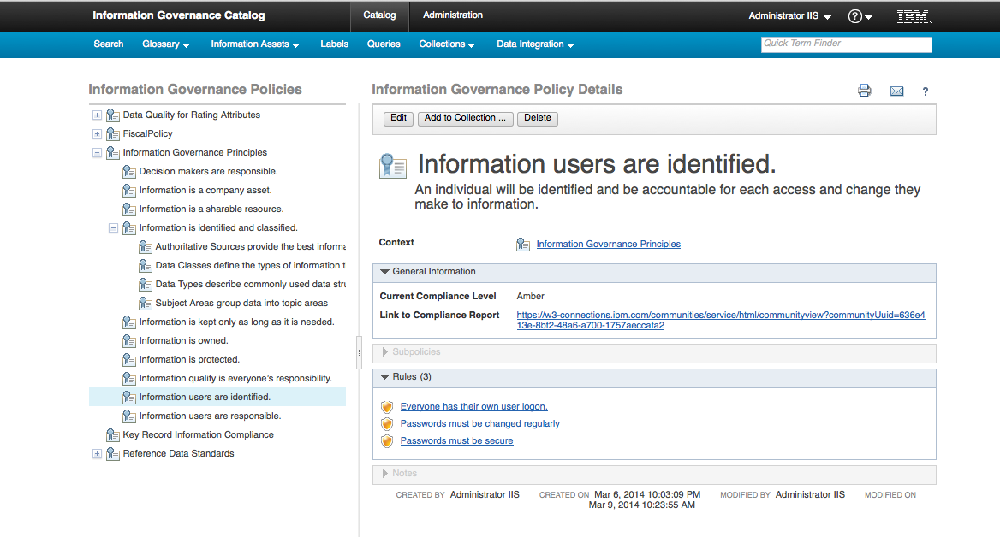 Information Governance Catalog
Catalog
Administration
Administrator IIS
?
IBM.
Search
Glossary
Information Assets
Labels
Queries
Collections
Data Integration
Quick Term Finder
Information Governance Policies
Data Quality for Rating Attributes
FiscalPolicy
Information Governance Principles
Decision makers are responsible.
Information is a company asset.
Information is a sharable resource.
Information is identified and classified.
Authoritative Sources provide the best informa
Data Classes define the types of information t
Data Types describe commonly used data stru
Subject Areas group data into topic areas
Information is kept only as long as it is needed.
Information is owned.
Information is protected.
Information quality is everyone's responsibility.
Information users are identified.
Information users are responsible.
Key Record Information Compliance
Reference Data Standards
Information Governance Policy Details
?
Edit
Add to Collection ...
Delete
Information users are identified.
An individual will be identified and be accountable for each access and change they
make to information.
Context
Information Governance Principles
General Information
Current Compliance Level
Amber
Link to Compliance Report
https://w3-connections.ibm.com/communities/service/html/communityview?communityUuid=636e4
13e-8bf2-48a6-a700-1757aeccafa2
Subpolicies
Rules (3)
Everyone has their own user logon.
Passwords must be changed regularly
Passwords must be secure
Notes
CREATED BY Administrator IIS
CREATED ON Mar 6, 2014 10:03:09 PM
MODIFIED BY Administrator IIS
MODIFIED ON
Mar 9, 2014 10:23:55 AM